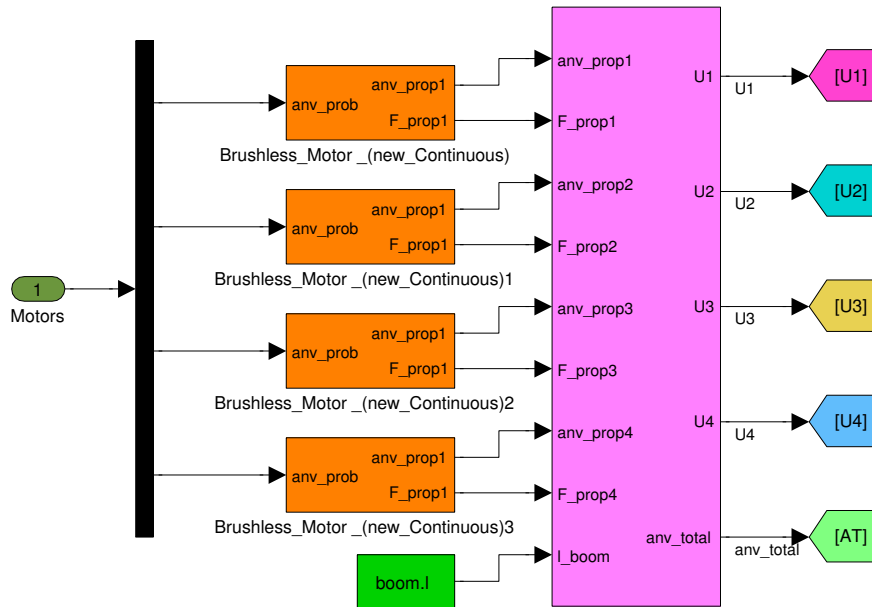 1
Motors
anv_prob
anv_prop1
F_prop1
Brushless_Motor _(new_Continuous)
anv_prob
anv_prop1
F_prop1
Brushless_Motor _(new_Continuous)1
anv_prob
anv_prop1
F_prop1
Brushless_Motor _(new_Continuous)2
anv_prob
anv_prop1
F_prop1
Brushless_Motor _(new_Continuous)3
boom.l
anv_prop1
F_prop1
anv_prop2
F_prop2
anv_prop3
F_prop3
anv_prop4
F_prop4
l_boom
U1
U2
U3
U4
anv_total
U1
U2
U3
U4
anv_total
[U1]
[U2]
[U3]
[U4]
[AT]